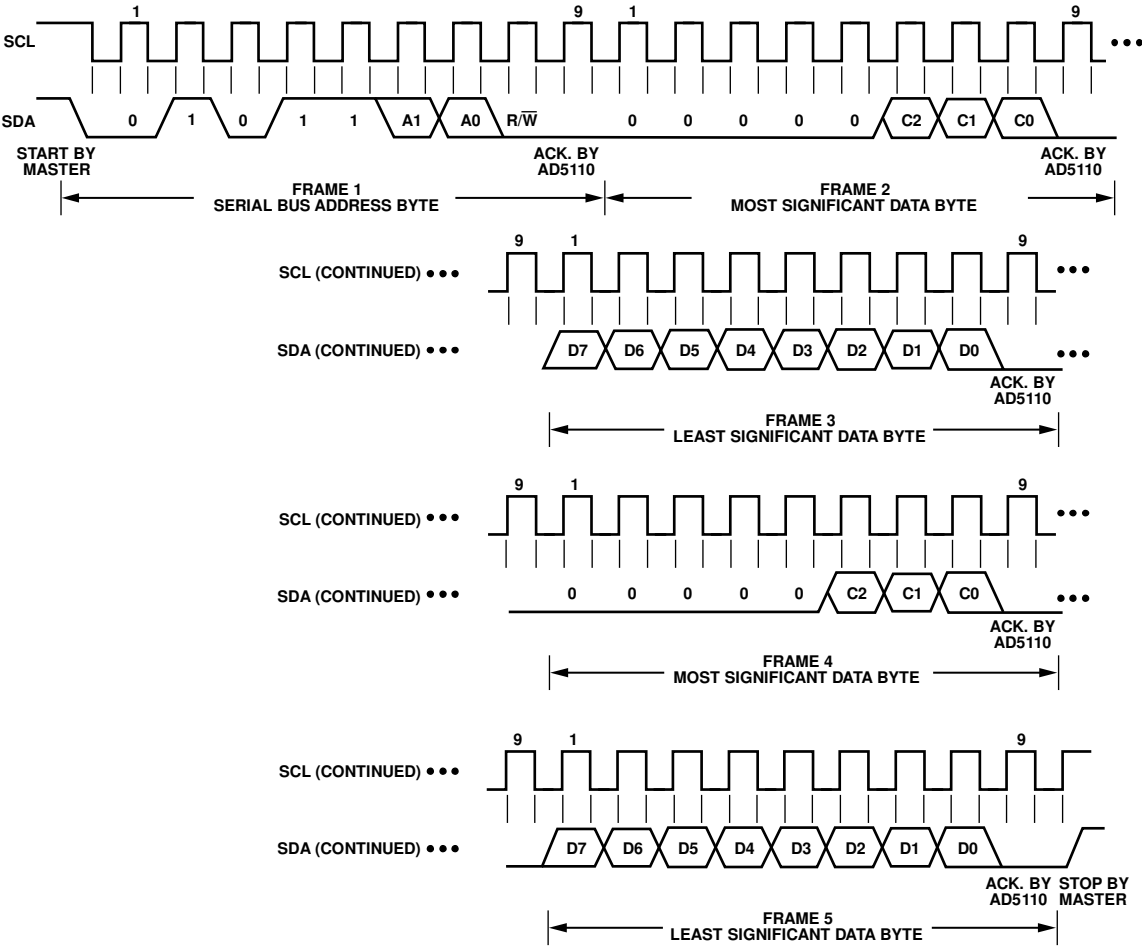 1 9 1 9
SCL
SDA 0 1 0 1 1 A1 A0 R/W̅ 0 0 0 0 0 C2 C1 C0
START BY
MASTER
ACK. BY
AD5110
ACK. BY
AD5110
FRAME 1
SERIAL BUS ADDRESS BYTE
FRAME 2
MOST SIGNIFICANT DATA BYTE
9 1 9
SCL (CONTINUED)
SDA (CONTINUED) D7 D6 D5 D4 D3 D2 D1 D0
ACK. BY
AD5110
FRAME 3
LEAST SIGNIFICANT DATA BYTE
9 1 9
SCL (CONTINUED)
SDA (CONTINUED) 0 0 0 0 0 C2 C1 C0
ACK. BY
AD5110
FRAME 4
MOST SIGNIFICANT DATA BYTE
9 1 9
SCL (CONTINUED)
SDA (CONTINUED) D7 D6 D5 D4 D3 D2 D1 D0
ACK. BY
AD5110
STOP BY
MASTER
FRAME 5
LEAST SIGNIFICANT DATA BYTE